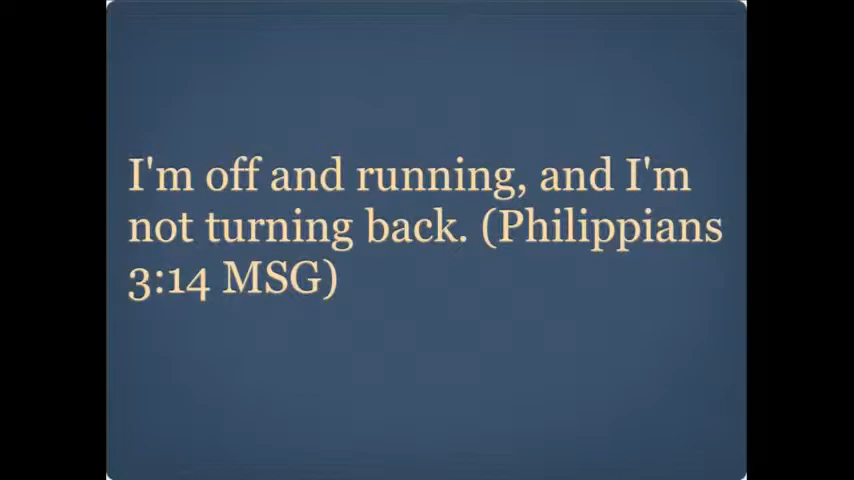 I'm off and running, and I'm
not turning back. (Philippians
3:14 MSG)